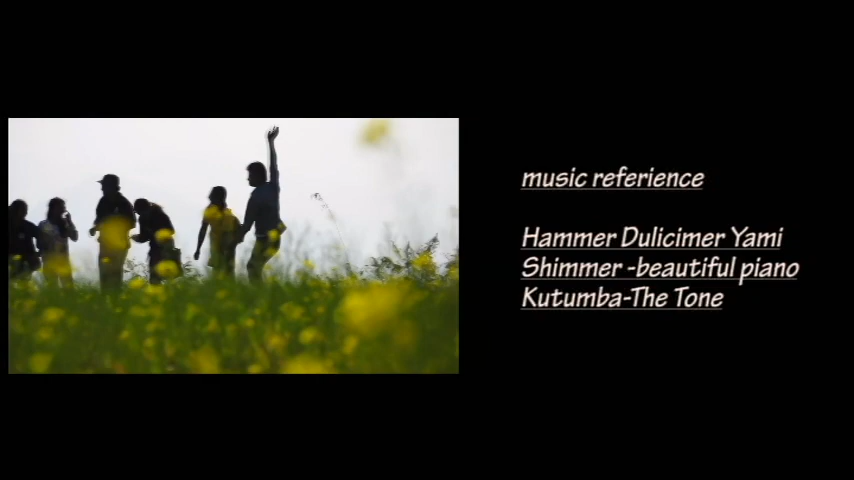 music referience
Hammer Dulicimer Yami
Shimmer -beautiful piano
Kutumba-The Tone